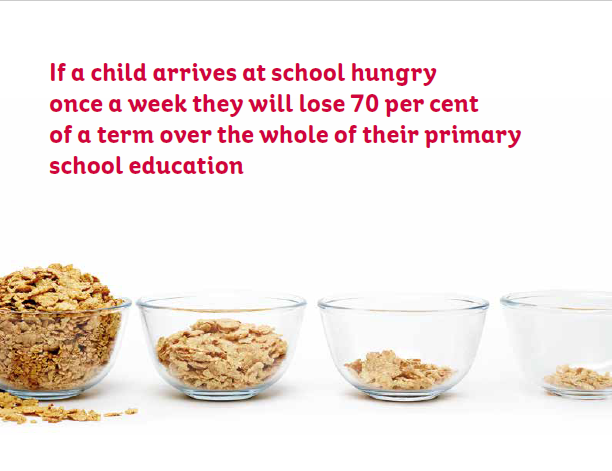 If a child arrives at school hungry
once a week they will lose 70 per cent
of a term over the whole of their primary
school education